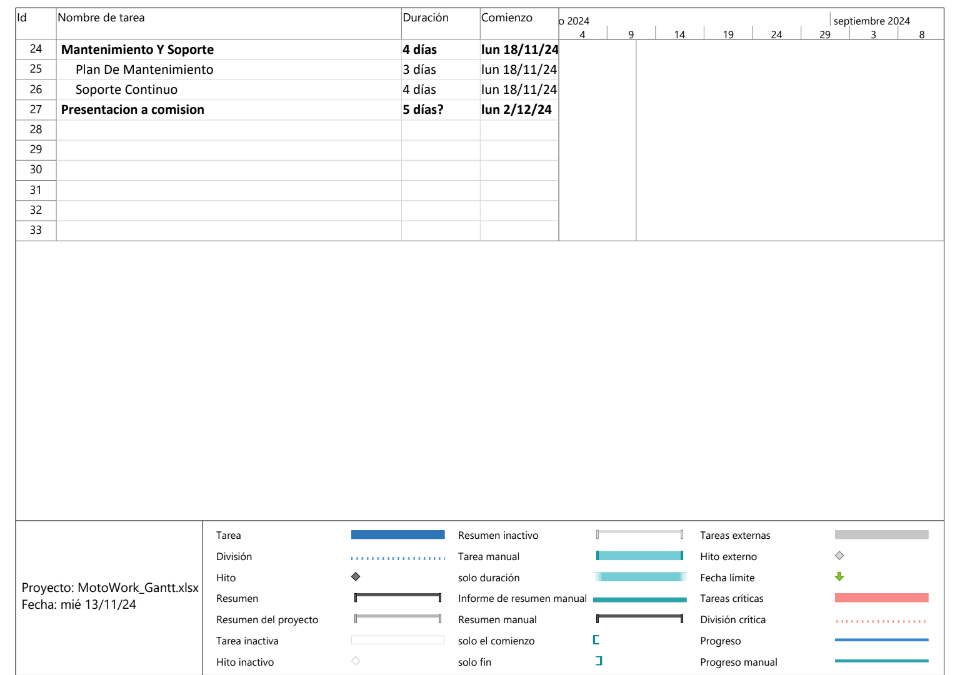 Id Nombre de tarea Duración Comienzo o 2024 septiembre 2024
4 9 14 19 24 29 3 8
24 Mantenimiento Y Soporte 4 días lun 18/11/24
25 Plan De Mantenimiento 3 días lun 18/11/24
26 Soporte Continuo 4 días lun 18/11/24
27 Presentacion a comision 5 días? lun 2/12/24
28
29
30
31
32
33
Proyecto: MotoWork_Gantt.xlsx
Fecha: mié 13/11/24
Tarea
División
Hito
Resumen
Resumen del proyecto
Tarea inactiva
Hito inactivo
Resumen inactivo
Tarea manual
solo duración
Informe de resumen manual
Resumen manual
solo el comienzo
solo fin
Tareas externas
Hito externo
Fecha límite
Tareas críticas
División crítica
Progreso
Progreso manual